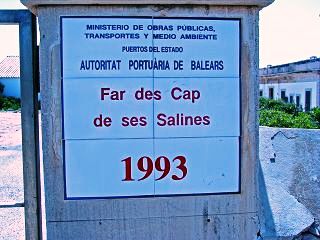 MINISTERIO DE OBRAS PÚBLICAS,
TRANSPORTES Y MEDIO AMBIENTE
PUERTOS DEL ESTADO
AUTORITAT PORTUÀRIA DE BALEARS
Far des Cap
de ses Salines
1993